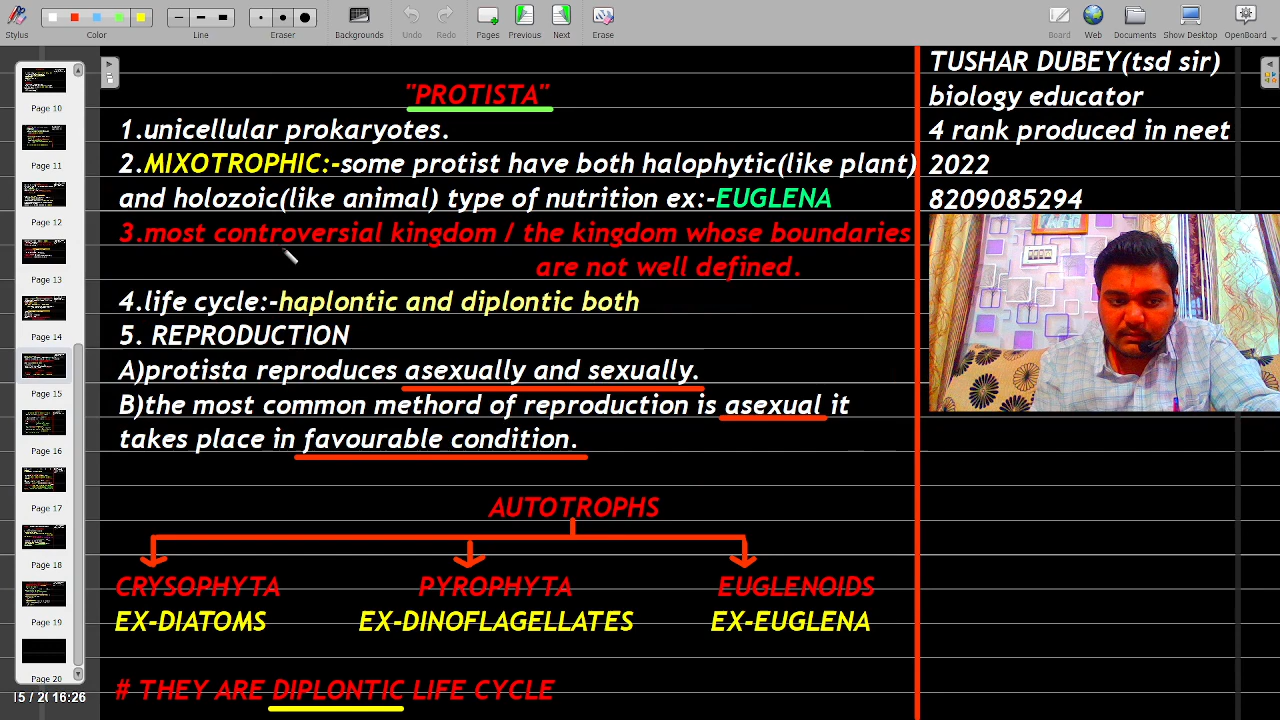 Stylus
Color
Line
Eraser
Backgrounds
Undo
Redo
Pages
Previous
Next
Erase
Board
Web
Documents
Show Desktop
OpenBoard
Page 10
Page 11
Page 12
Page 13
Page 14
Page 15
Page 16
Page 17
Page 18
Page 19
Page 20
16:26
"PROTISTA"
1.unicellular prokaryotes.
2.MIXOTROPHIC:-some protist have both halophytic(like plant)
and holozoic(like animal) type of nutrition ex:-EUGLENA
3.most controversial kingdom / the kingdom whose boundaries
are not well defined.
4.life cycle:-haplontic and diplontic both
5. REPRODUCTION
A)protista reproduces asexually and sexually.
B)the most common methord of reproduction is asexual it
takes place in favourable condition.
AUTOTROPHS
CRYSOPHYTA PYROPHYTA EUGLENOIDS
EX-DIATOMS EX-DINOFLAGELLATES EX-EUGLENA
# THEY ARE DIPLONTIC LIFE CYCLE
TUSHAR DUBEY(tsd sir)
biology educator
4 rank produced in neet
2022
8209085294